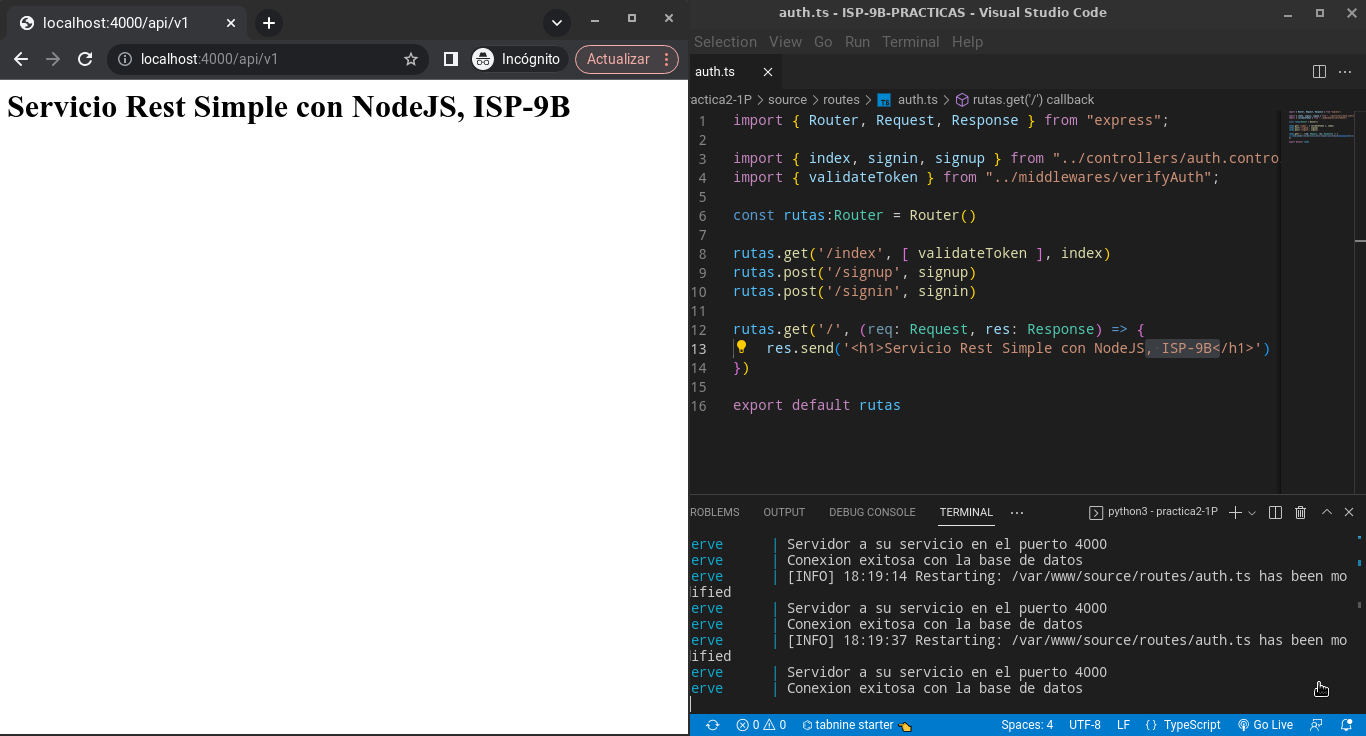 localhost:4000/api/v1
localhost:4000/api/v1
Incógnito
Actualizar
Servicio Rest Simple con NodeJS, ISP-9B
auth.ts - ISP-9B-PRACTICAS - Visual Studio Code
Selection View Go Run Terminal Help
auth.ts
actica2-1P > source > routes > TS auth.ts > rutas.get('/') callback
1 import { Router, Request, Response } from "express";
2
3 import { index, signin, signup } from "../controllers/auth.contro
4 import { validateToken } from "../middlewares/verifyAuth";
5
6 const rutas:Router = Router()
7
8 rutas.get('/index', [ validateToken ], index)
9 rutas.post('/signup', signup)
10 rutas.post('/signin', signin)
11
12 rutas.get('/', (req: Request, res: Response) => {
13 res.send('<h1>Servicio Rest Simple con NodeJS, ISP-9B</h1>')
14 })
15
16 export default rutas
ROBLEMS OUTPUT DEBUG CONSOLE TERMINAL ··· python3 - practica2-1P
erve | Servidor a su servicio en el puerto 4000
erve | Conexion exitosa con la base de datos
erve | [INFO] 18:19:14 Restarting: /var/www/source/routes/auth.ts has been mo
ified
erve | Servidor a su servicio en el puerto 4000
erve | Conexion exitosa con la base de datos
erve | [INFO] 18:19:37 Restarting: /var/www/source/routes/auth.ts has been mo
ified
erve | Servidor a su servicio en el puerto 4000
erve | Conexion exitosa con la base de datos
0 0 tabnine starter Spaces: 4 UTF-8 LF { } TypeScript Go Live